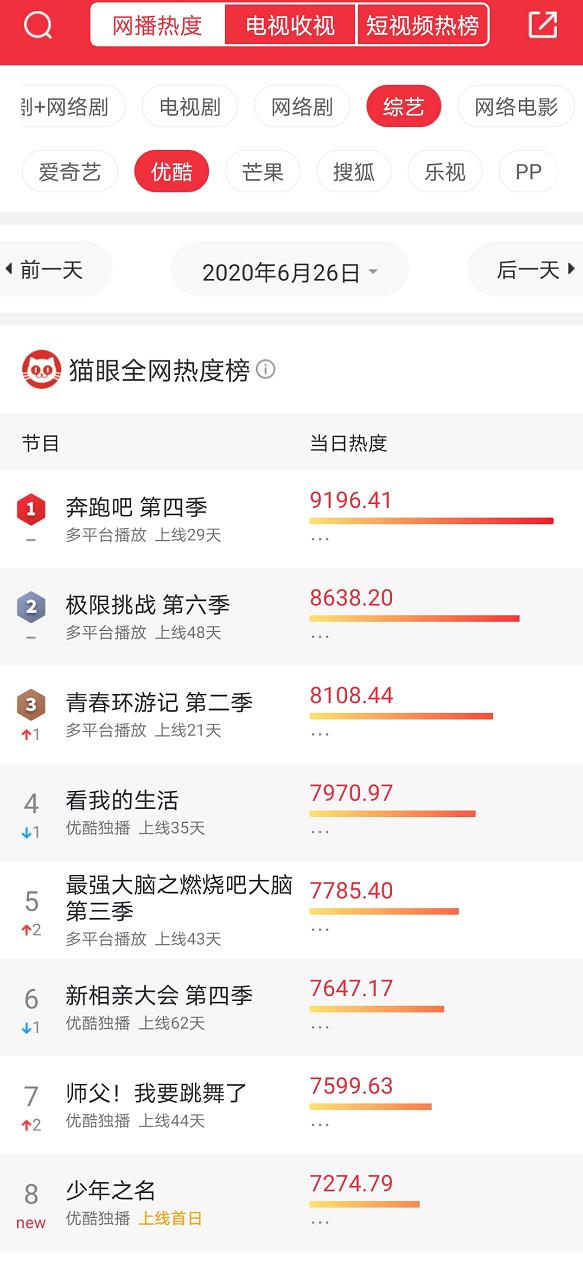 网播热度 电视收视 短视频热榜
剧+网络剧 电视剧 网络剧 综艺 网络电影
爱奇艺 优酷 芒果 搜狐 乐视 PP
前一天 2020年6月26日 后一天
猫眼全网热度榜
节目 当日热度
1 奔跑吧 第四季 9196.41
– 多平台播放 上线29天 ...
2 极限挑战 第六季 8638.20
– 多平台播放 上线48天 ...
3 青春环游记 第二季 8108.44
↑1 多平台播放 上线21天 ...
4 看我的生活 7970.97
↓1 优酷独播 上线35天 ...
5 最强大脑之燃烧吧大脑 7785.40
第三季
↑2 多平台播放 上线43天 ...
6 新相亲大会 第四季 7647.17
↓1 优酷独播 上线62天 ...
7 师父！我要跳舞了 7599.63
↑2 优酷独播 上线44天 ...
8 少年之名 7274.79
new 优酷独播 上线首日 ...